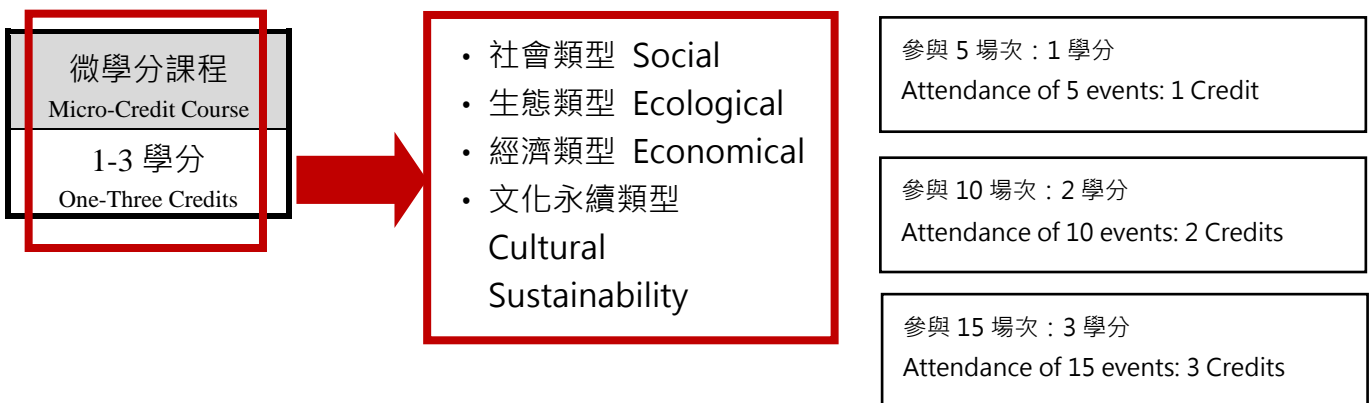 微學分課程
Micro-Credit Course
1-3 學分
One-Three Credits
• 社會類型 Social
• 生態類型 Ecological
• 經濟類型 Economical
• 文化永續類型
Cultural
Sustainability
參與 5 場次：1 學分
Attendance of 5 events: 1 Credit
參與 10 場次：2 學分
Attendance of 10 events: 2 Credits
參與 15 場次：3 學分
Attendance of 15 events: 3 Credits